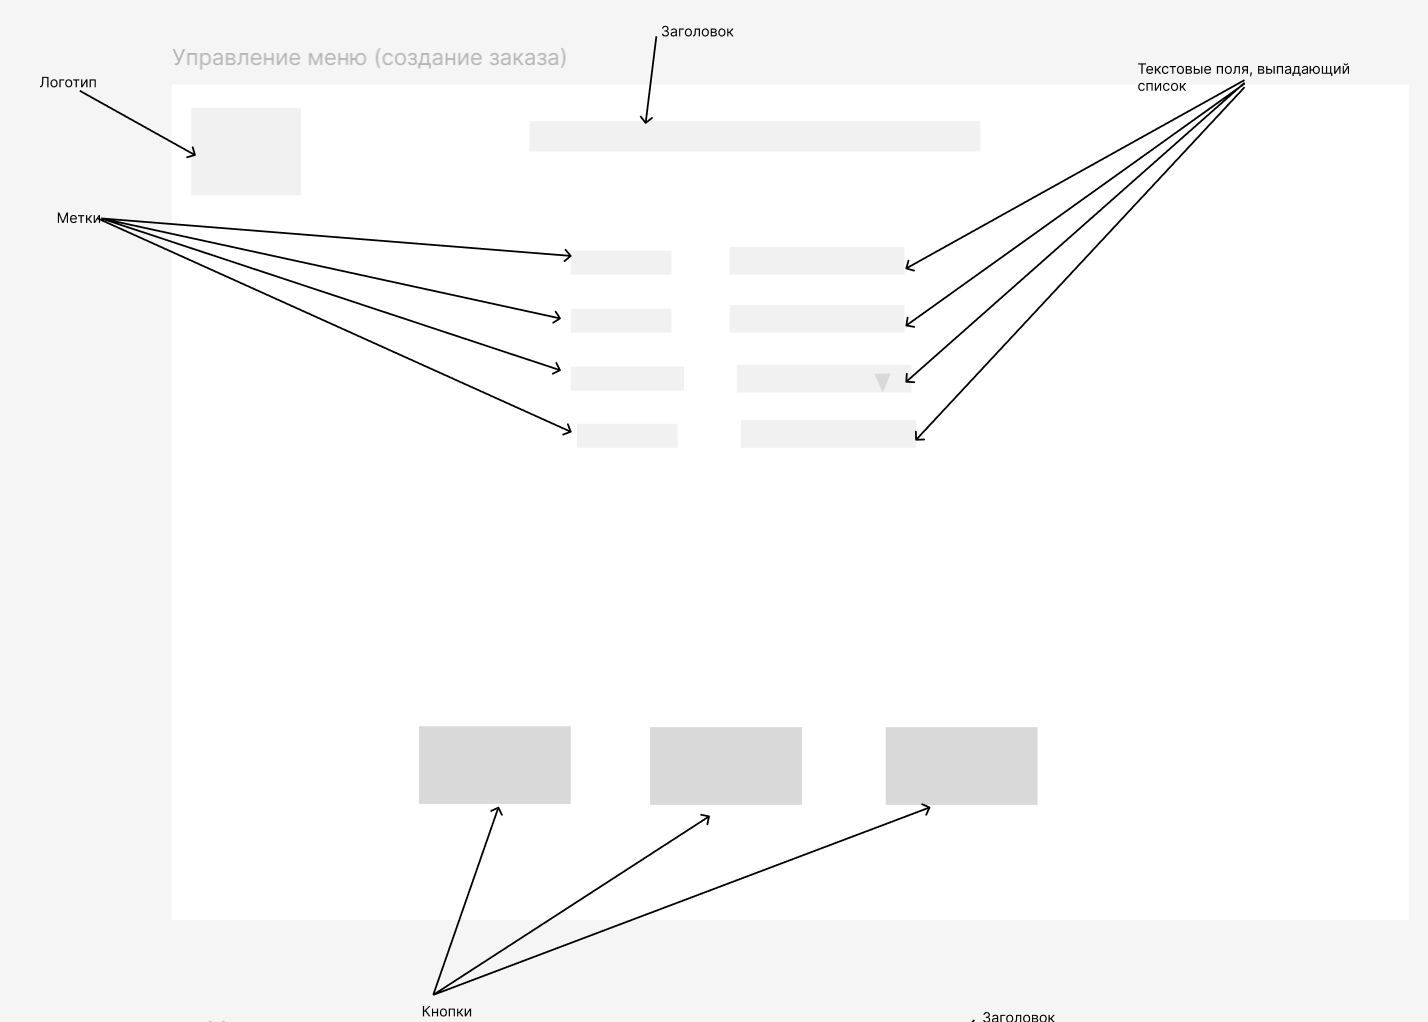 Заголовок
Управление меню (создание заказа)
Текстовые поля, выпадающий
список
Логотип
Метки
Кнопки
Заголовок